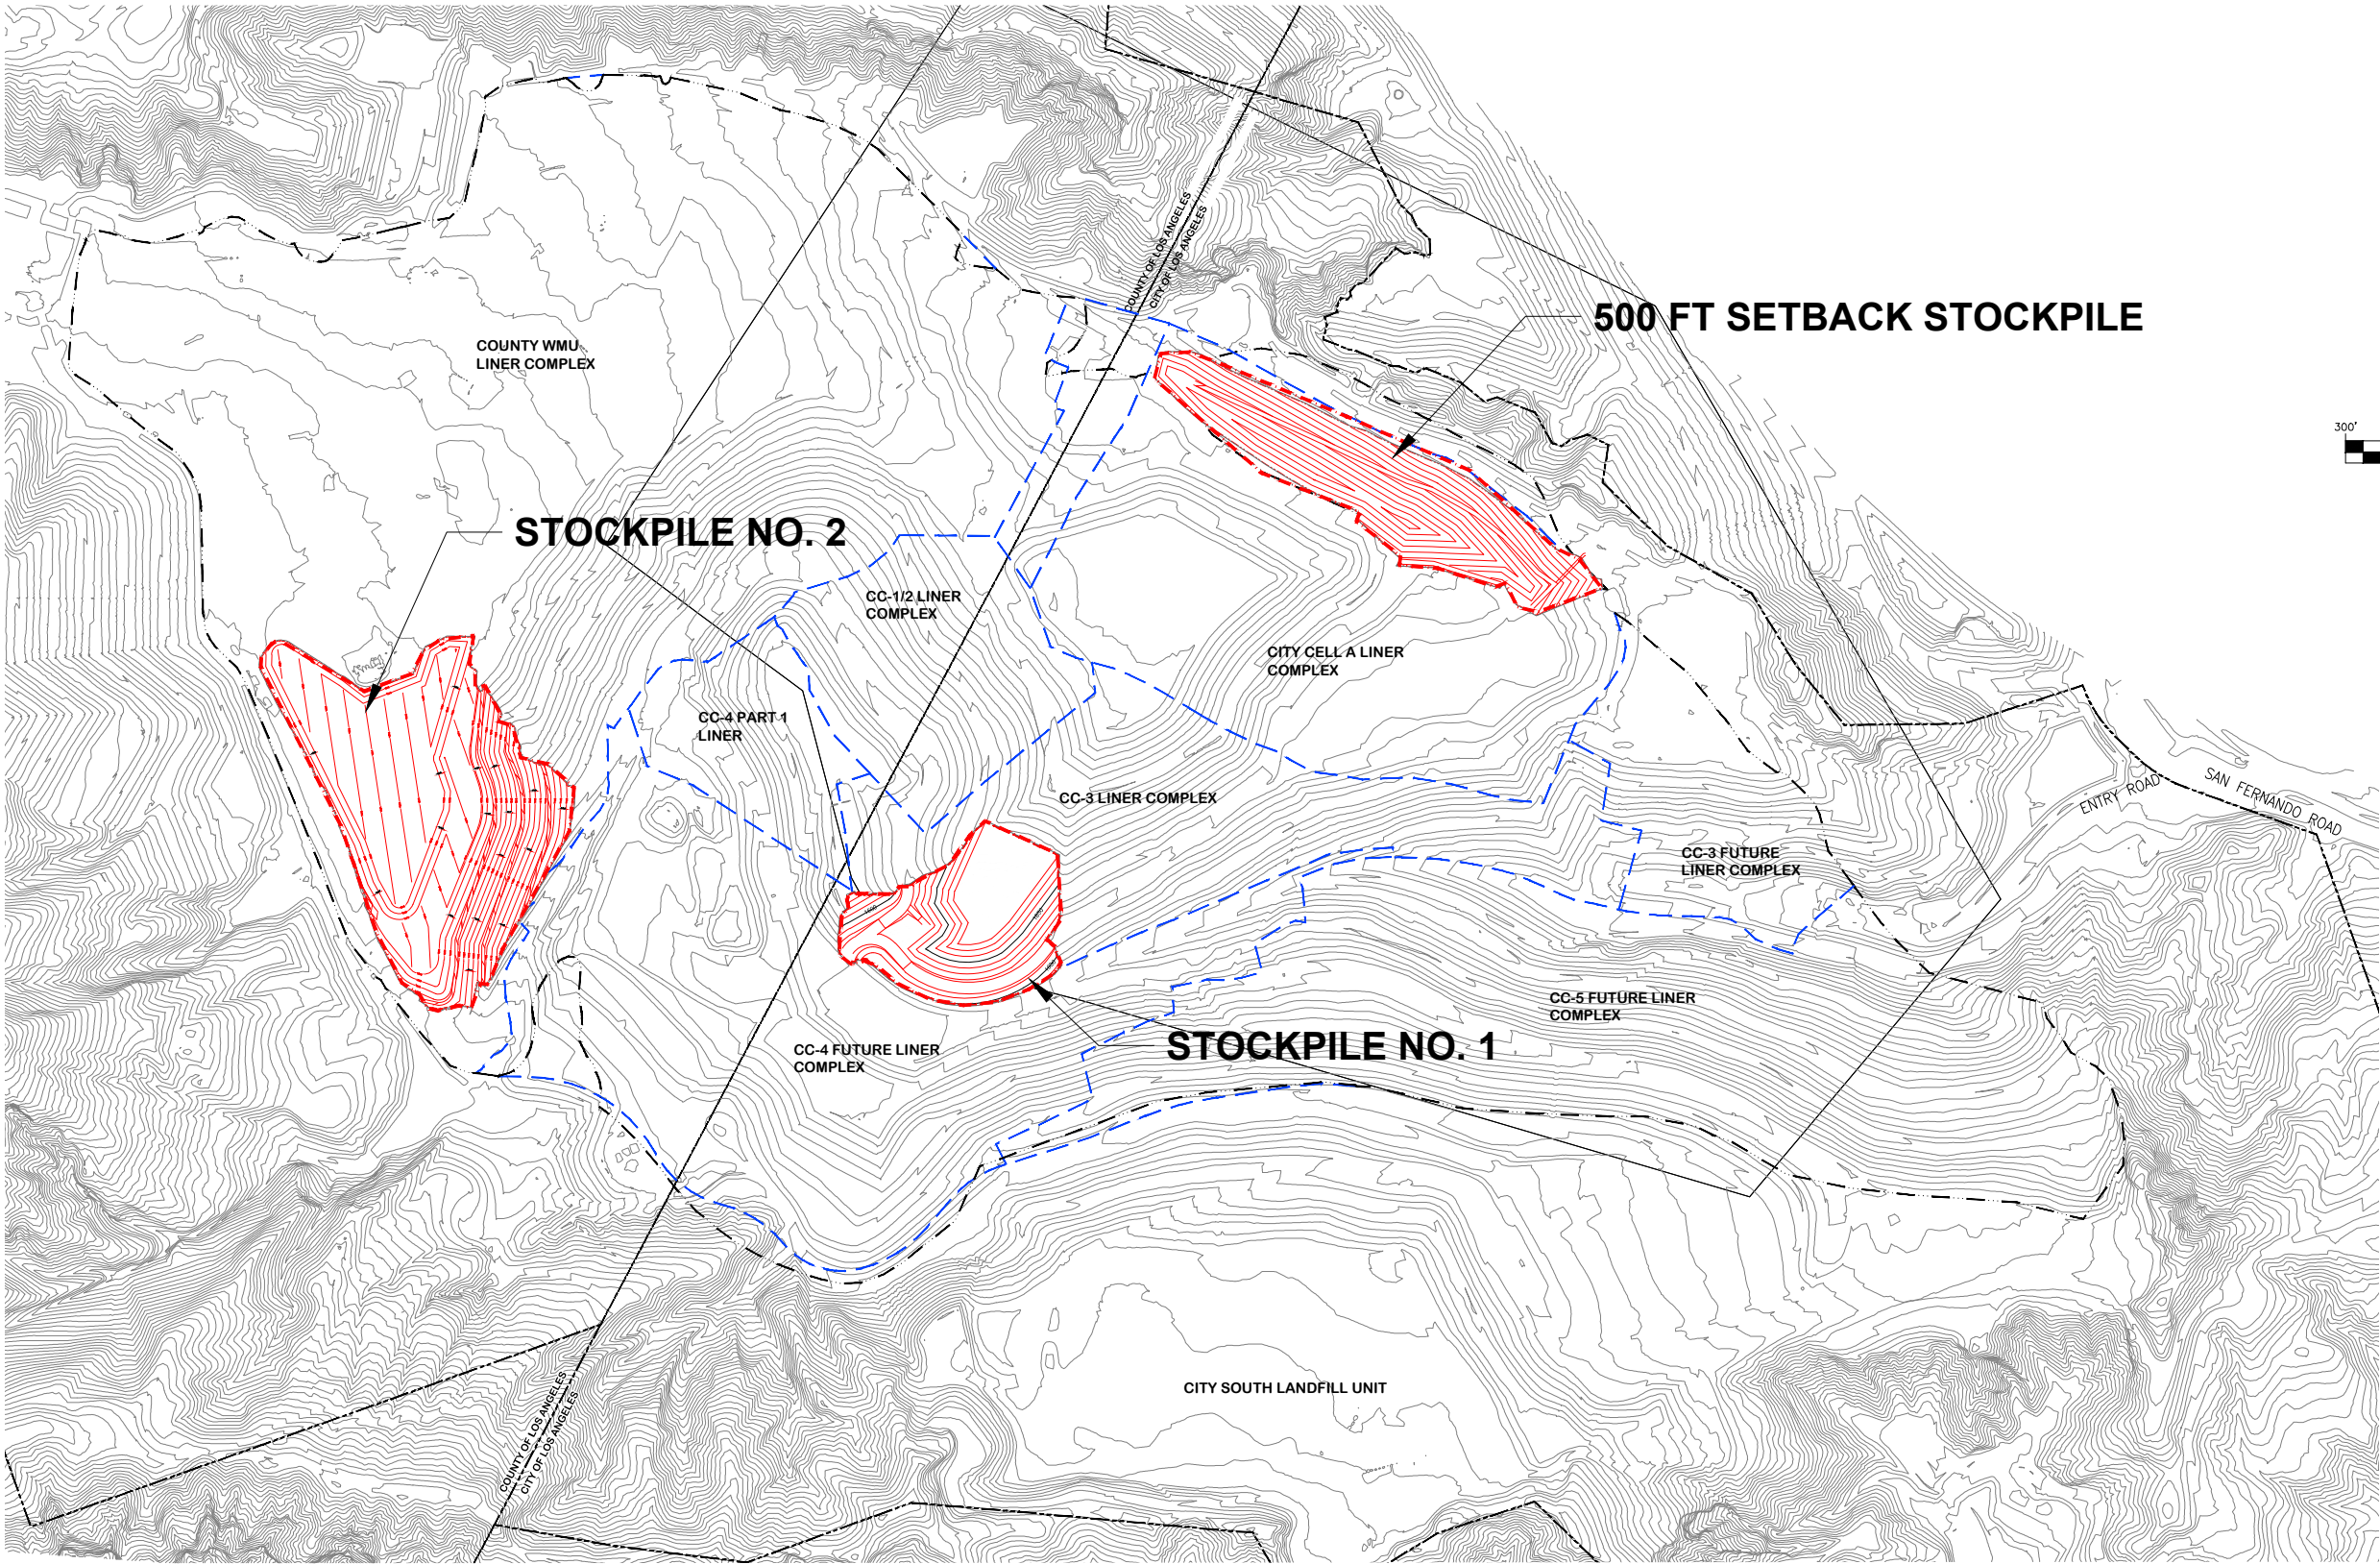 COUNTY OF LOS ANGELES
CITY OF LOS ANGELES
500 FT SETBACK STOCKPILE
COUNTY WMU
LINER COMPLEX
300'
STOCKPILE NO. 2
CC-1/2 LINER
COMPLEX
CITY CELL A LINER
COMPLEX
CC-4 PART 1
LINER
CC-3 LINER COMPLEX
ENTRY ROAD
SAN FERNANDO ROAD
CC-3 FUTURE
LINER COMPLEX
CC-5 FUTURE LINER
COMPLEX
STOCKPILE NO. 1
CC-4 FUTURE LINER
COMPLEX
CITY SOUTH LANDFILL UNIT
COUNTY OF LOS ANGELES
CITY OF LOS ANGELES